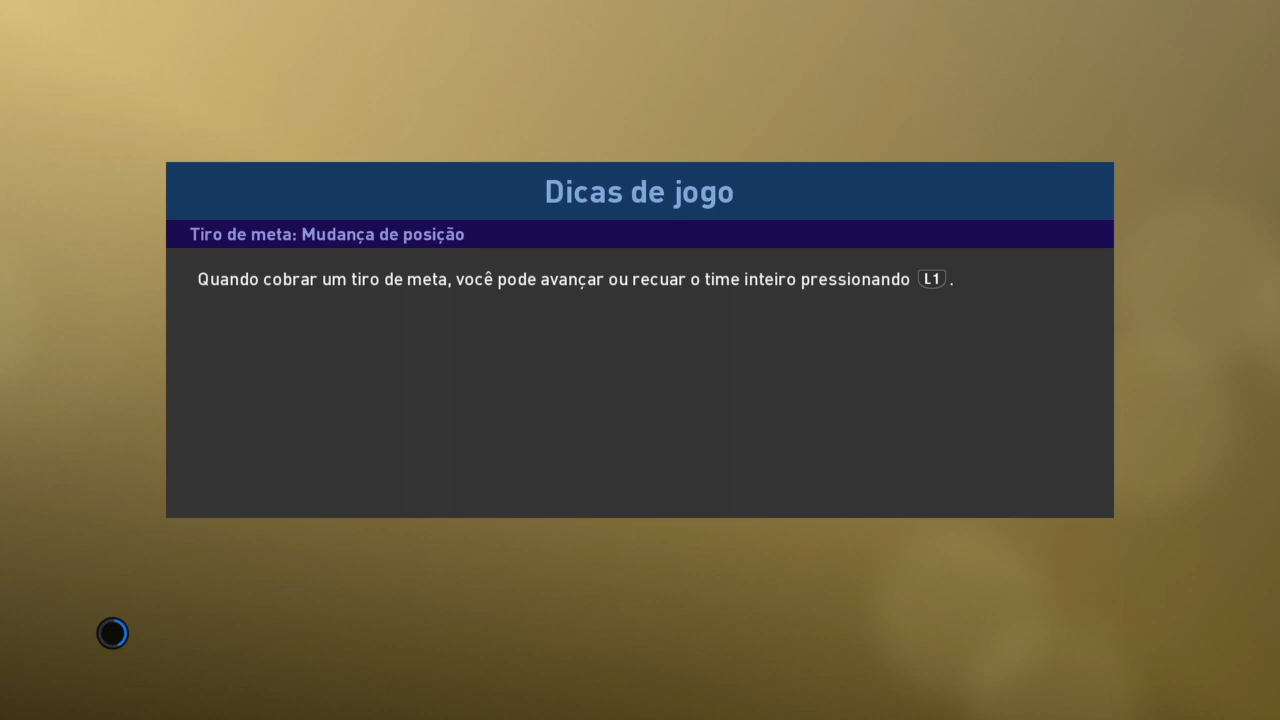 Dicas de jogo
Tiro de meta: Mudança de posição
Quando cobrar um tiro de meta, você pode avançar ou recuar o time inteiro pressionando L1 .